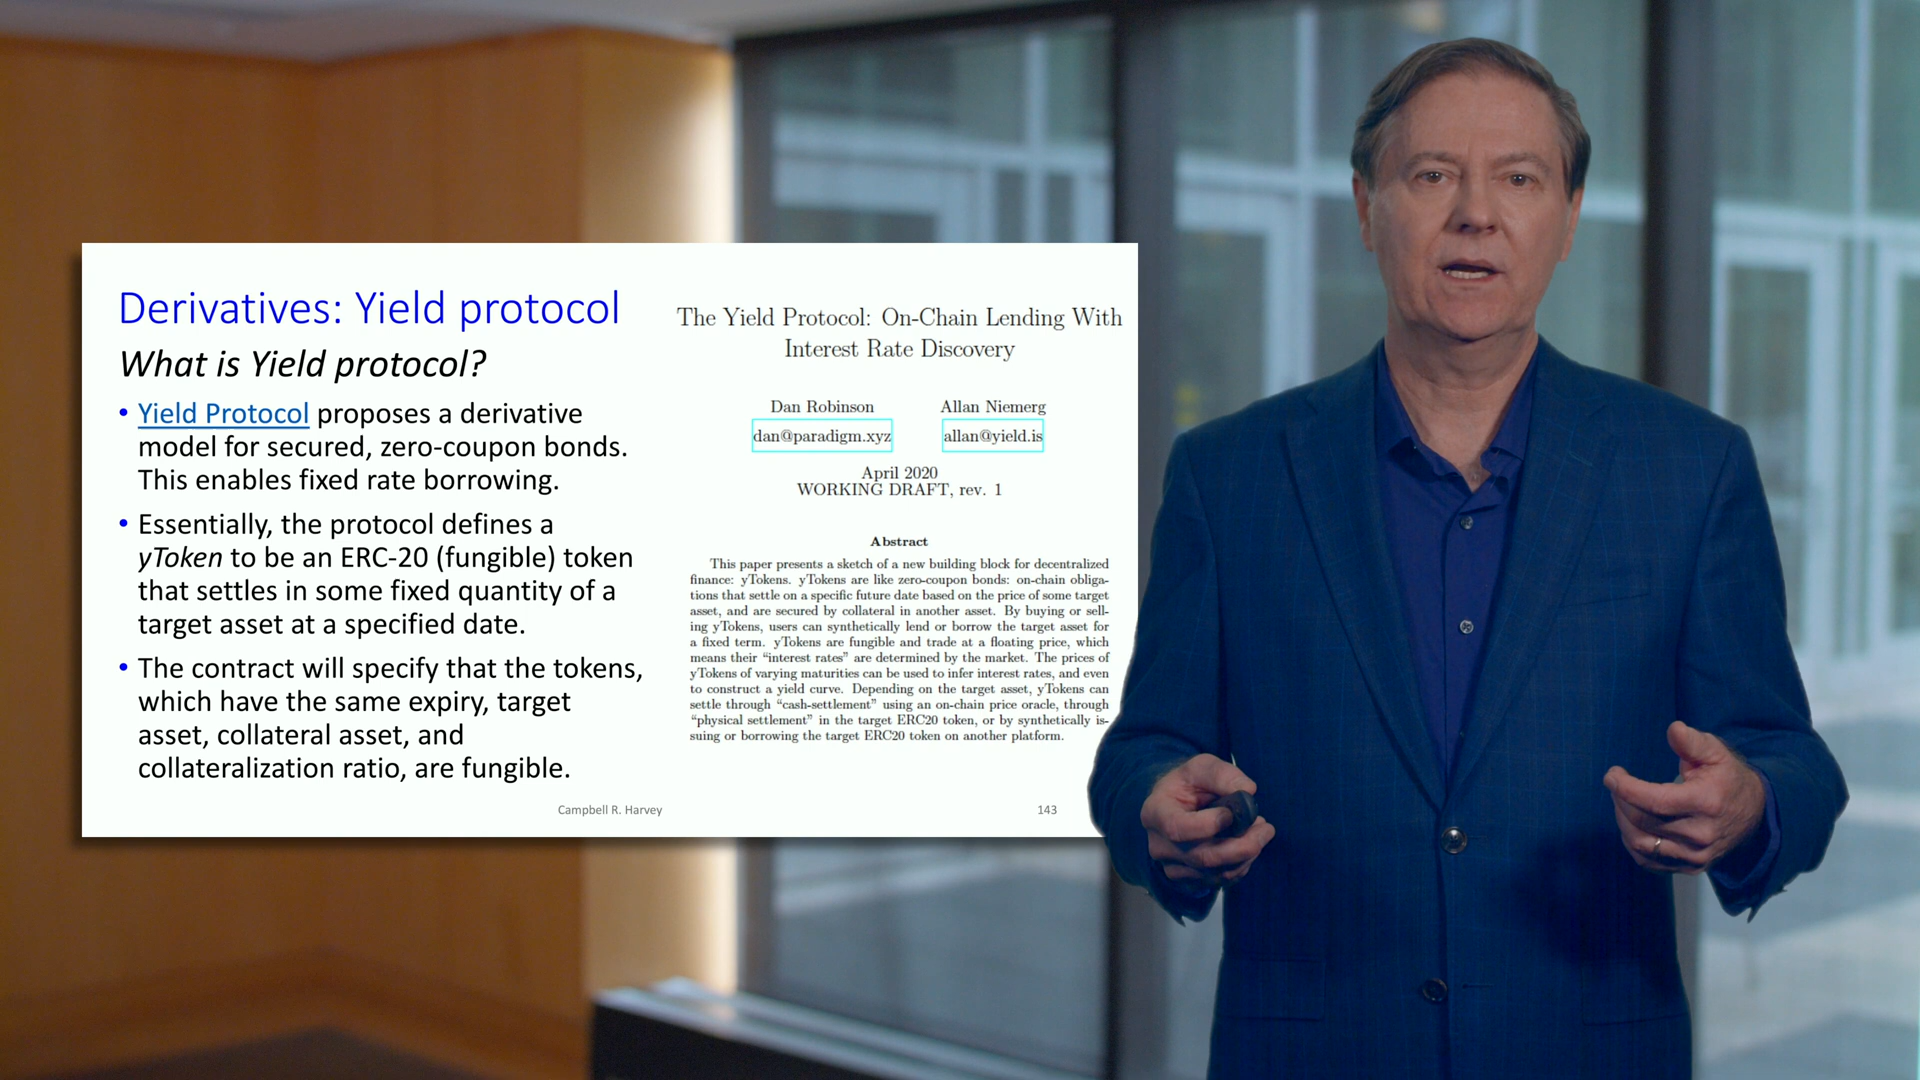 Derivatives: Yield protocol
What is Yield protocol?
• Yield Protocol proposes a derivative
model for secured, zero-coupon bonds.
This enables fixed rate borrowing.
• Essentially, the protocol defines a
yToken to be an ERC-20 (fungible) token
that settles in some fixed quantity of a
target asset at a specified date.
• The contract will specify that the tokens,
which have the same expiry, target
asset, collateral asset, and
collateralization ratio, are fungible.
The Yield Protocol: On-Chain Lending With
Interest Rate Discovery
Dan Robinson Allan Niemerg
dan@paradigm.xyz allan@yield.is
April 2020
WORKING DRAFT, rev. 1
Abstract
This paper presents a sketch of a new building block for decentralized
finance: yTokens. yTokens are like zero-coupon bonds: on-chain obliga-
tions that settle on a specific future date based on the price of some target
asset, and are secured by collateral in another asset. By buying or sell-
ing yTokens, users can synthetically lend or borrow the target asset for
a fixed term. yTokens are fungible and trade at a floating price, which
means their “interest rates” are determined by the market. The prices of
yTokens of varying maturities can be used to infer interest rates, and even
to construct a yield curve. Depending on the target asset, yTokens can
settle through “cash-settlement” using an on-chain price oracle, through
“physical settlement” in the target ERC20 token, or by synthetically is-
suing or borrowing the target ERC20 token on another platform.
Campbell R. Harvey 143